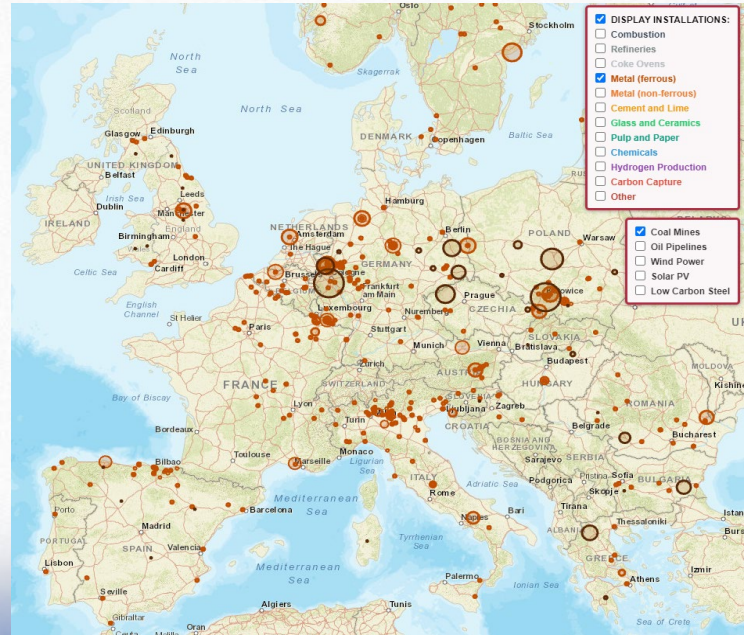 Oslo
Stockholm
North
Sea
Skagerrak
North Sea
Scotland
Glasgow
Edinburgh
DENMARK
Copenhagen
Baltic Sea
UNITED KINGDOM
Belfast
Irish Sea
Leeds
Dublin
Manchester
IRELAND
England
Birmingham
Hamburg
NETHERLANDS
Amsterdam
The Hague
Berlin
POLAND
Warsaw
London
Cardiff
Celtic Sea
Brussels
Cologne
GERMANY
English
Channel
Frankfurt
am Main
Prague
CZECHIA
St Helier
Luxembourg
Paris
Stuttgart
SLOVAKIA
Munich
Vienna
Bratislava
Budapest
MOLDOVA
Kishine
Zürich
FRANCE
SWITZERLAND
HUNGARY
Bay of Biscay
Lyon
Turin
Ljubljana
Zagreb
CROATIA
ROMANIA
Belgrade
Bucharest
Bordeaux
BOSNIA AND
HERZEGOVINA
Sarajevo
SERBIA
Toulouse
Marseille
Monaco
Ligurian
Sea
Bilbao
ITALY
Adriatic Sea
Podgorica
Pristina
Sofia
BULGARIA
Skopje
Rome
Tirana
Istan
Burs
Porto
Barcelona
Mediterranean
Sea
Naples
Bari
Thessaloniki
PORTUGAL
Madrid
SPAIN
Valencia
Tyrrhenian
Sea
Lisbon
Mediterranean
Sea
GREECE
Izmir
Athens
Seville
Palermo
Ionian Sea
Gibraltar
Algiers
Tunis
Oran
Sea of Crete
DISPLAY INSTALLATIONS:
Combustion
Refineries
Coke Ovens
Metal (ferrous)
Metal (non-ferrous)
Cement and Lime
Glass and Ceramics
Pulp and Paper
Chemicals
Hydrogen Production
Carbon Capture
Other
Coal Mines
Oil Pipelines
Wind Power
Solar PV
Low Carbon Steel